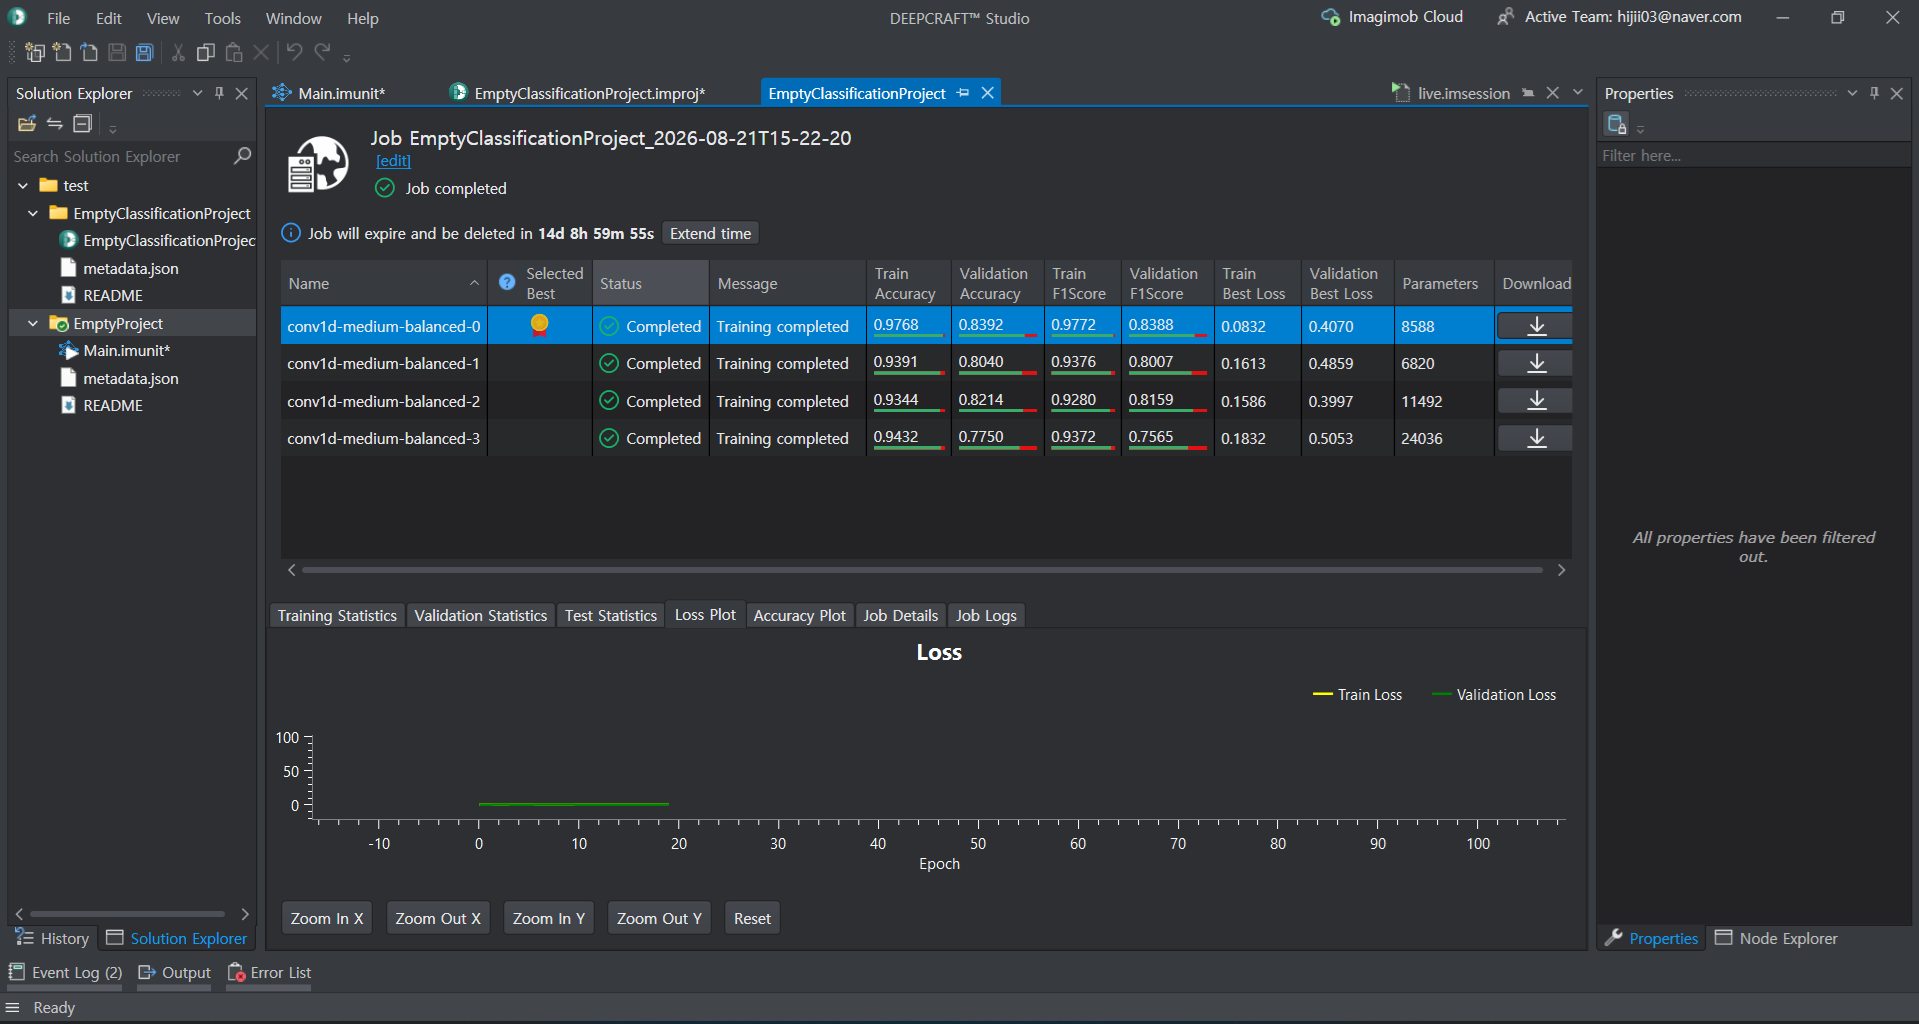 File Edit View Tools Window Help
DEEPCRAFT™ Studio
Imagimob Cloud
Active Team: hijii03@naver.com
Solution Explorer
Search Solution Explorer
test
EmptyClassificationProject
EmptyClassificationProjec
metadata.json
README
EmptyProject
Main.imunit*
metadata.json
README
History
Solution Explorer
Main.imunit*
EmptyClassificationProject.improj*
EmptyClassificationProject
live.imsession
Job EmptyClassificationProject_2026-08-21T15-22-20
[edit]
Job completed
Job will expire and be deleted in 14d 8h 59m 55s
Extend time
Name
Selected Best
Status
Message
Train Accuracy
Validation Accuracy
Train F1Score
Validation F1Score
Train Best Loss
Validation Best Loss
Parameters
Download
conv1d-medium-balanced-0 Completed Training completed 0.9768 0.8392 0.9772 0.8388 0.0832 0.4070 8588
conv1d-medium-balanced-1 Completed Training completed 0.9391 0.8040 0.9376 0.8007 0.1613 0.4859 6820
conv1d-medium-balanced-2 Completed Training completed 0.9344 0.8214 0.9280 0.8159 0.1586 0.3997 11492
conv1d-medium-balanced-3 Completed Training completed 0.9432 0.7750 0.9372 0.7565 0.1832 0.5053 24036
Training Statistics Validation Statistics Test Statistics Loss Plot Accuracy Plot Job Details Job Logs
Loss
Train Loss Validation Loss
100
50
0
-10 0 10 20 30 40 50 60 70 80 90 100
Epoch
Zoom In X Zoom Out X Zoom In Y Zoom Out Y Reset
Properties
Filter here...
All properties have been filtered
out.
Properties
Node Explorer
Event Log (2) Output Error List
Ready